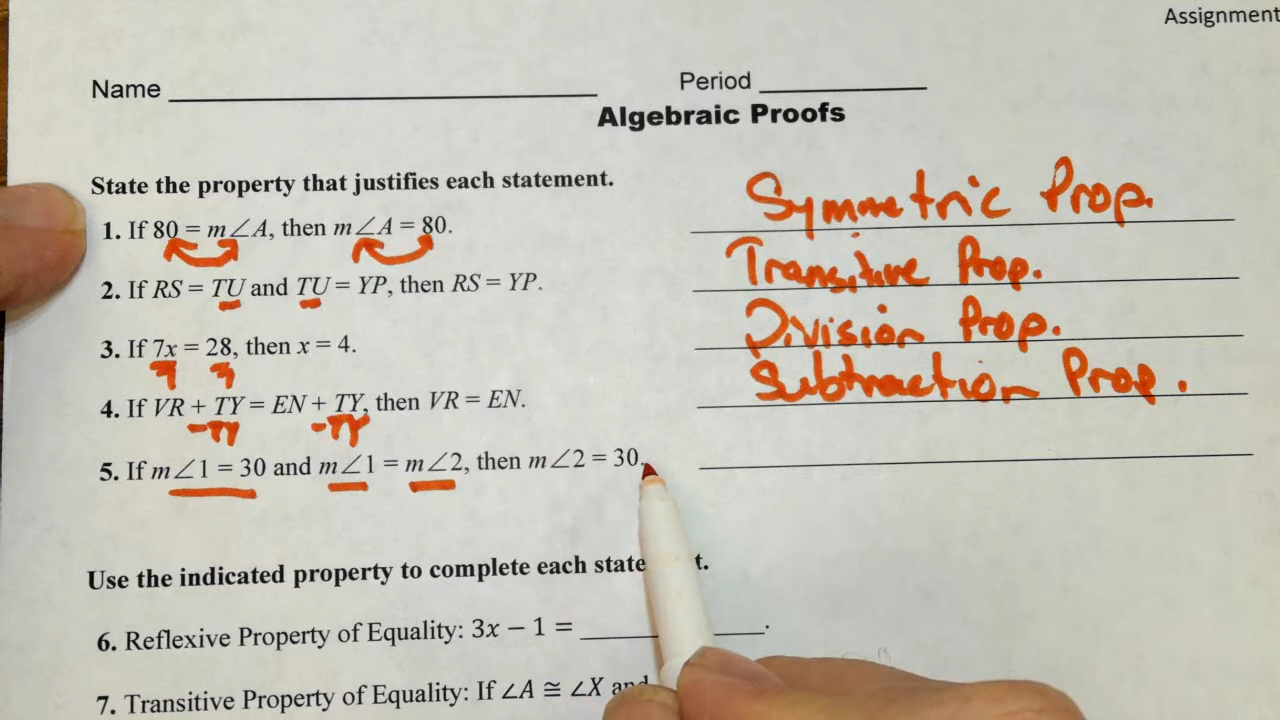 Assignment
Name ______ Period ______
Algebraic Proofs
State the property that justifies each statement.
1. If 80 = m∠A, then m∠A = 80. Symmetric Prop.
2. If RS = TU and TU = YP, then RS = YP. Transitive Prop.
3. If 7x = 28, then x = 4. Division Prop.
7 7
4. If VR + TY = EN + TY, then VR = EN. Subtraction Prop.
-TY -TY
5. If m∠1 = 30 and m∠1 = m∠2, then m∠2 = 30.
Use the indicated property to complete each state t.
6. Reflexive Property of Equality: 3x − 1 = ______.
7. Transitive Property of Equality: If ∠A ≅ ∠X and